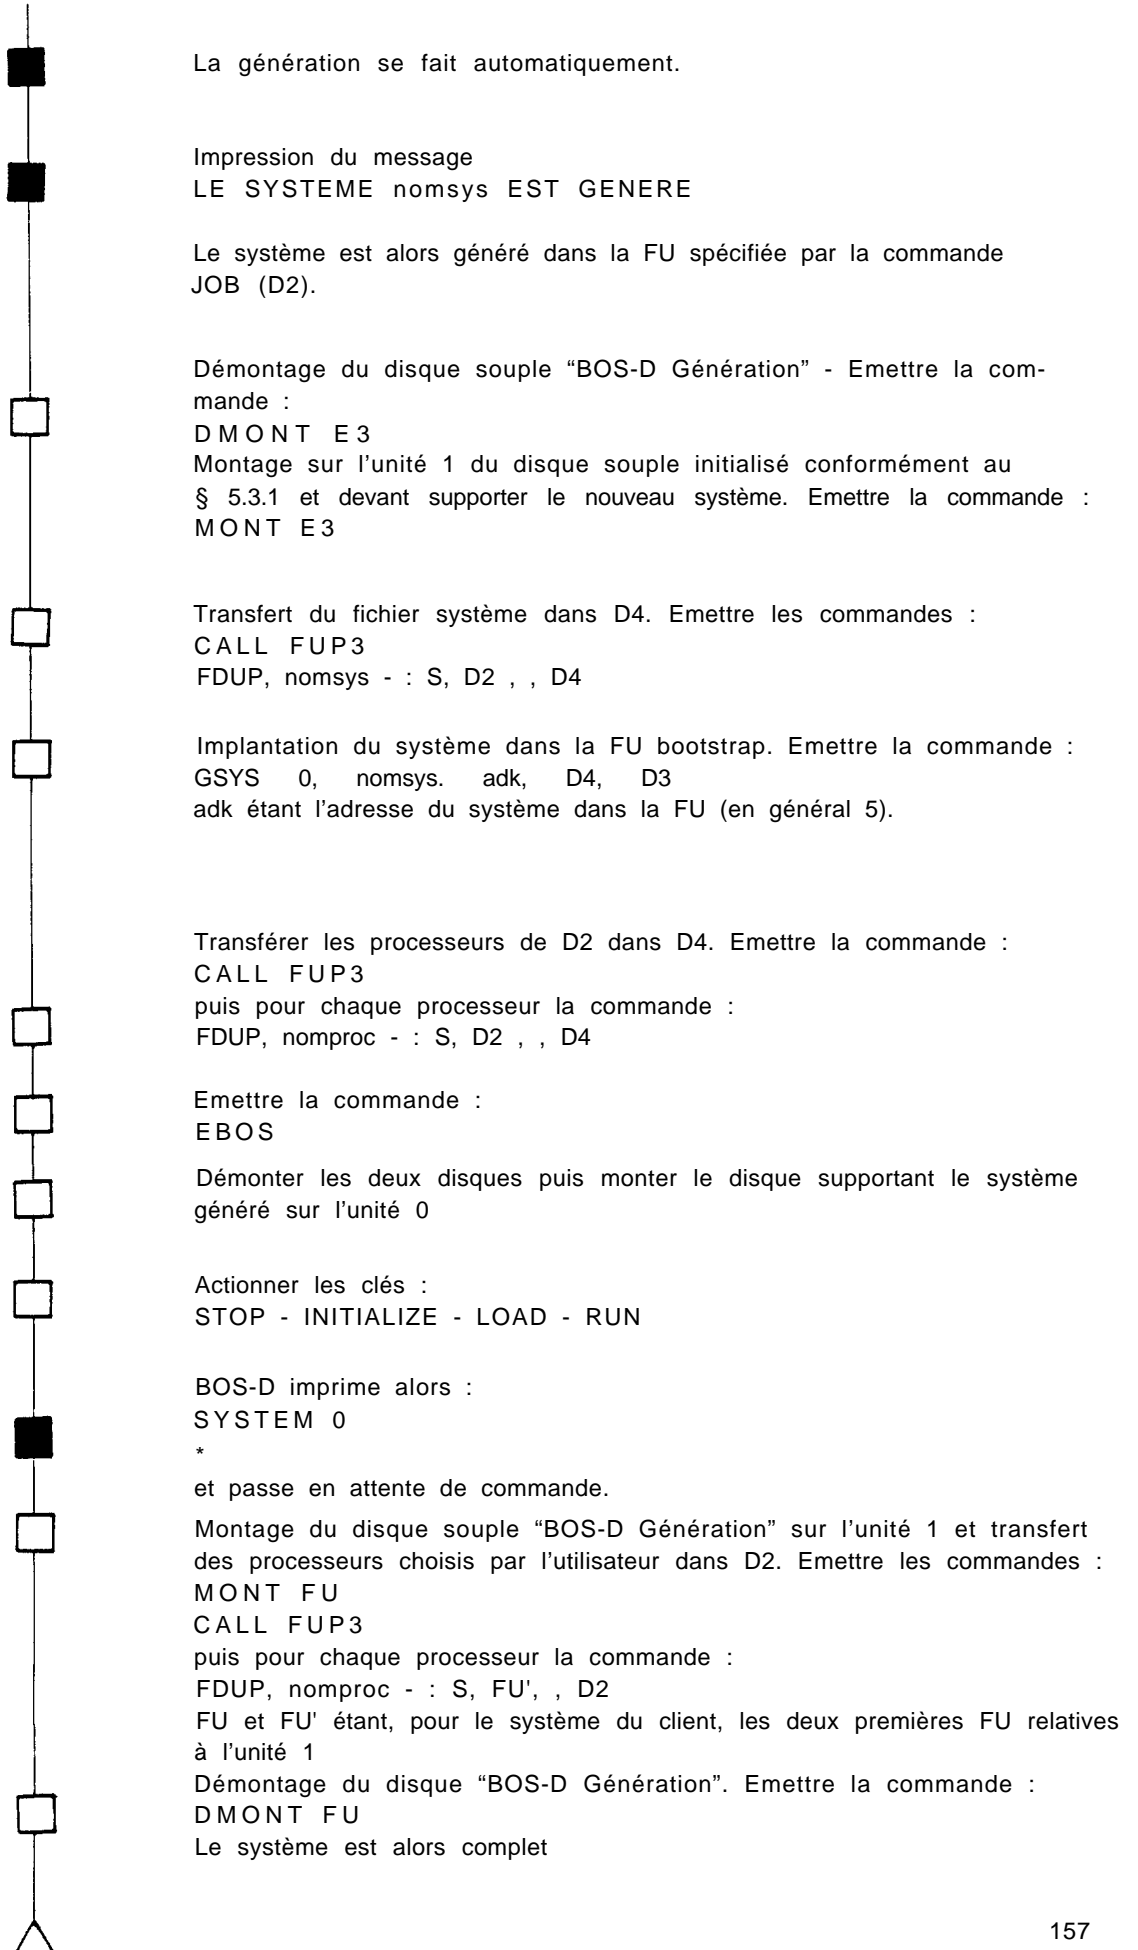 La génération se fait automatiquement.
Impression du message
LE SYSTEME nomsys EST GENERE
Le système est alors généré dans la FU spécifiée par la commande
JOB (D2).
Démontage du disque souple “BOS-D Génération” - Emettre la com-
mande :
DMONT E3
Montage sur l'unité 1 du disque souple initialisé conformément au
§ 5.3.1 et devant supporter le nouveau système. Emettre la commande :
MONT E3
Transfert du fichier système dans D4. Emettre les commandes :
CALL FUP3
FDUP, nomsys - : S, D2 , , D4
Implantation du système dans la FU bootstrap. Emettre la commande :
GSYS 0, nomsys. adk, D4, D3
adk étant l'adresse du système dans la FU (en général 5).
Transférer les processeurs de D2 dans D4. Emettre la commande :
CALL FUP3
puis pour chaque processeur la commande :
FDUP, nomproc - : S, D2 , , D4
Emettre la commande :
EBOS
Démonter les deux disques puis monter le disque supportant le système
généré sur l'unité 0
Actionner les clés :
STOP - INITIALIZE - LOAD - RUN
BOS-D imprime alors :
SYSTEM 0
*
et passe en attente de commande.
Montage du disque souple “BOS-D Génération” sur l'unité 1 et transfert
des processeurs choisis par l'utilisateur dans D2. Emettre les commandes :
MONT FU
CALL FUP3
puis pour chaque processeur la commande :
FDUP, nomproc - : S, FU', , D2
FU et FU' étant, pour le système du client, les deux premières FU relatives
à l'unité 1
Démontage du disque “BOS-D Génération”. Emettre la commande :
DMONT FU
Le système est alors complet
157